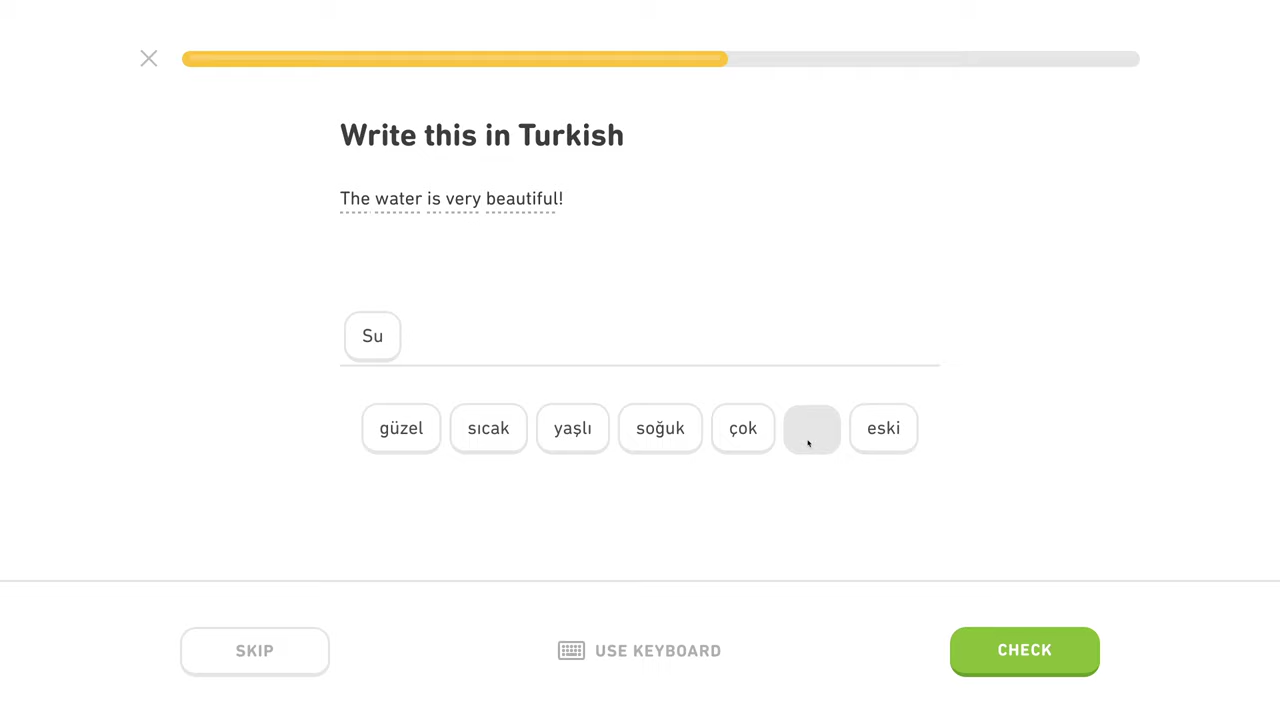 Write this in Turkish
The water is very beautiful!
Su
güzel sıcak yaşlı soğuk çok eski
SKIP USE KEYBOARD CHECK